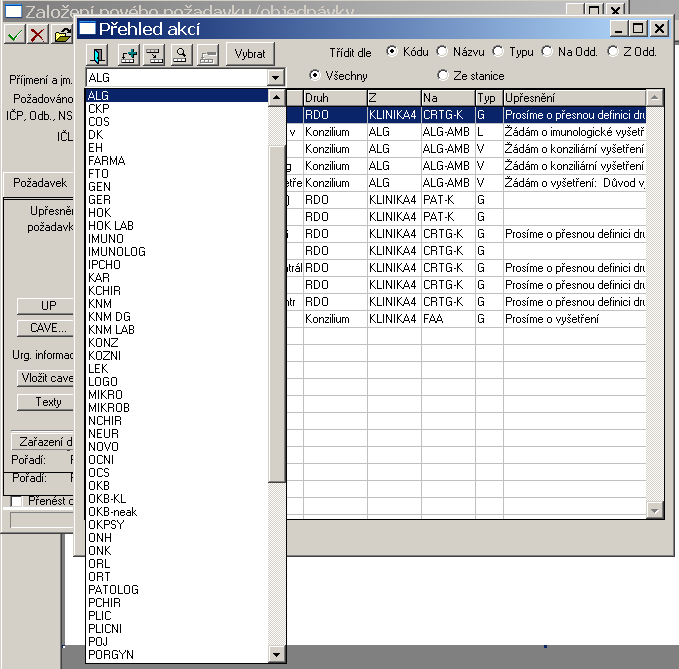 Založení nového požadavku/objednávky
Přehled akcí
Vybrat
Třídit dle
Kódu
Názvu
Typu
Na Odd.
Z Odd.
Všechny
Ze stanice
ALG
Příjmení a jm.
Požadováno
IČP, Odb., NS
IČL
Požadavek
Upřesně
požadavk
UP
CAVE...
Urg. informac
Vložit cave
Texty
Zařazení d
Pořadí:
Pořadí:
Přenést
ALG
CKP
COS
DK
EH
FARMA
FTO
GEN
GER
HOK
HOK LAB
IMUNO
IMUNOLOG
IPCHO
KAR
KCHIR
KNM
KNM DG
KNM LAB
KONZ
KOZNI
LEK
LOGO
MIKRO
MIKROB
NCHIR
NEUR
NOVO
OCNI
OCS
OKB
OKB-KL
OKB-neak
OKPSY
ONH
ONK
ORL
ORT
PATOLOG
PCHIR
PLIC
PLICNI
POJ
PORGYN
Druh Z Na Typ Upřesnění
RDO KLINIKA4 CRTG-K G Prosíme o přesnou definici dru
v Konzilium ALG ALG-AMB L Žádám o imunologické vyšetř
Konzilium ALG ALG-AMB V Žádám o konziliární vyšetření
g Konzilium ALG ALG-AMB V Žádám o konziliární vyšetření
etře Konzilium ALG ALG-AMB V Žádám o vyšetření: Důvod v
RDO KLINIKA4 PAT-K G
RDO KLINIKA4 PAT-K G
RDO KLINIKA4 CRTG-K G Prosíme o přesnou definici dru
RDO KLINIKA4 CRTG-K G
trál RDO KLINIKA4 CRTG-K G Prosíme o přesnou definici dru
RDO KLINIKA4 CRTG-K G Prosíme o přesnou definici dru
ntr RDO KLINIKA4 CRTG-K G Prosíme o přesnou definici dru
Konzilium KLINIKA4 FAA G Prosíme o vyšetření